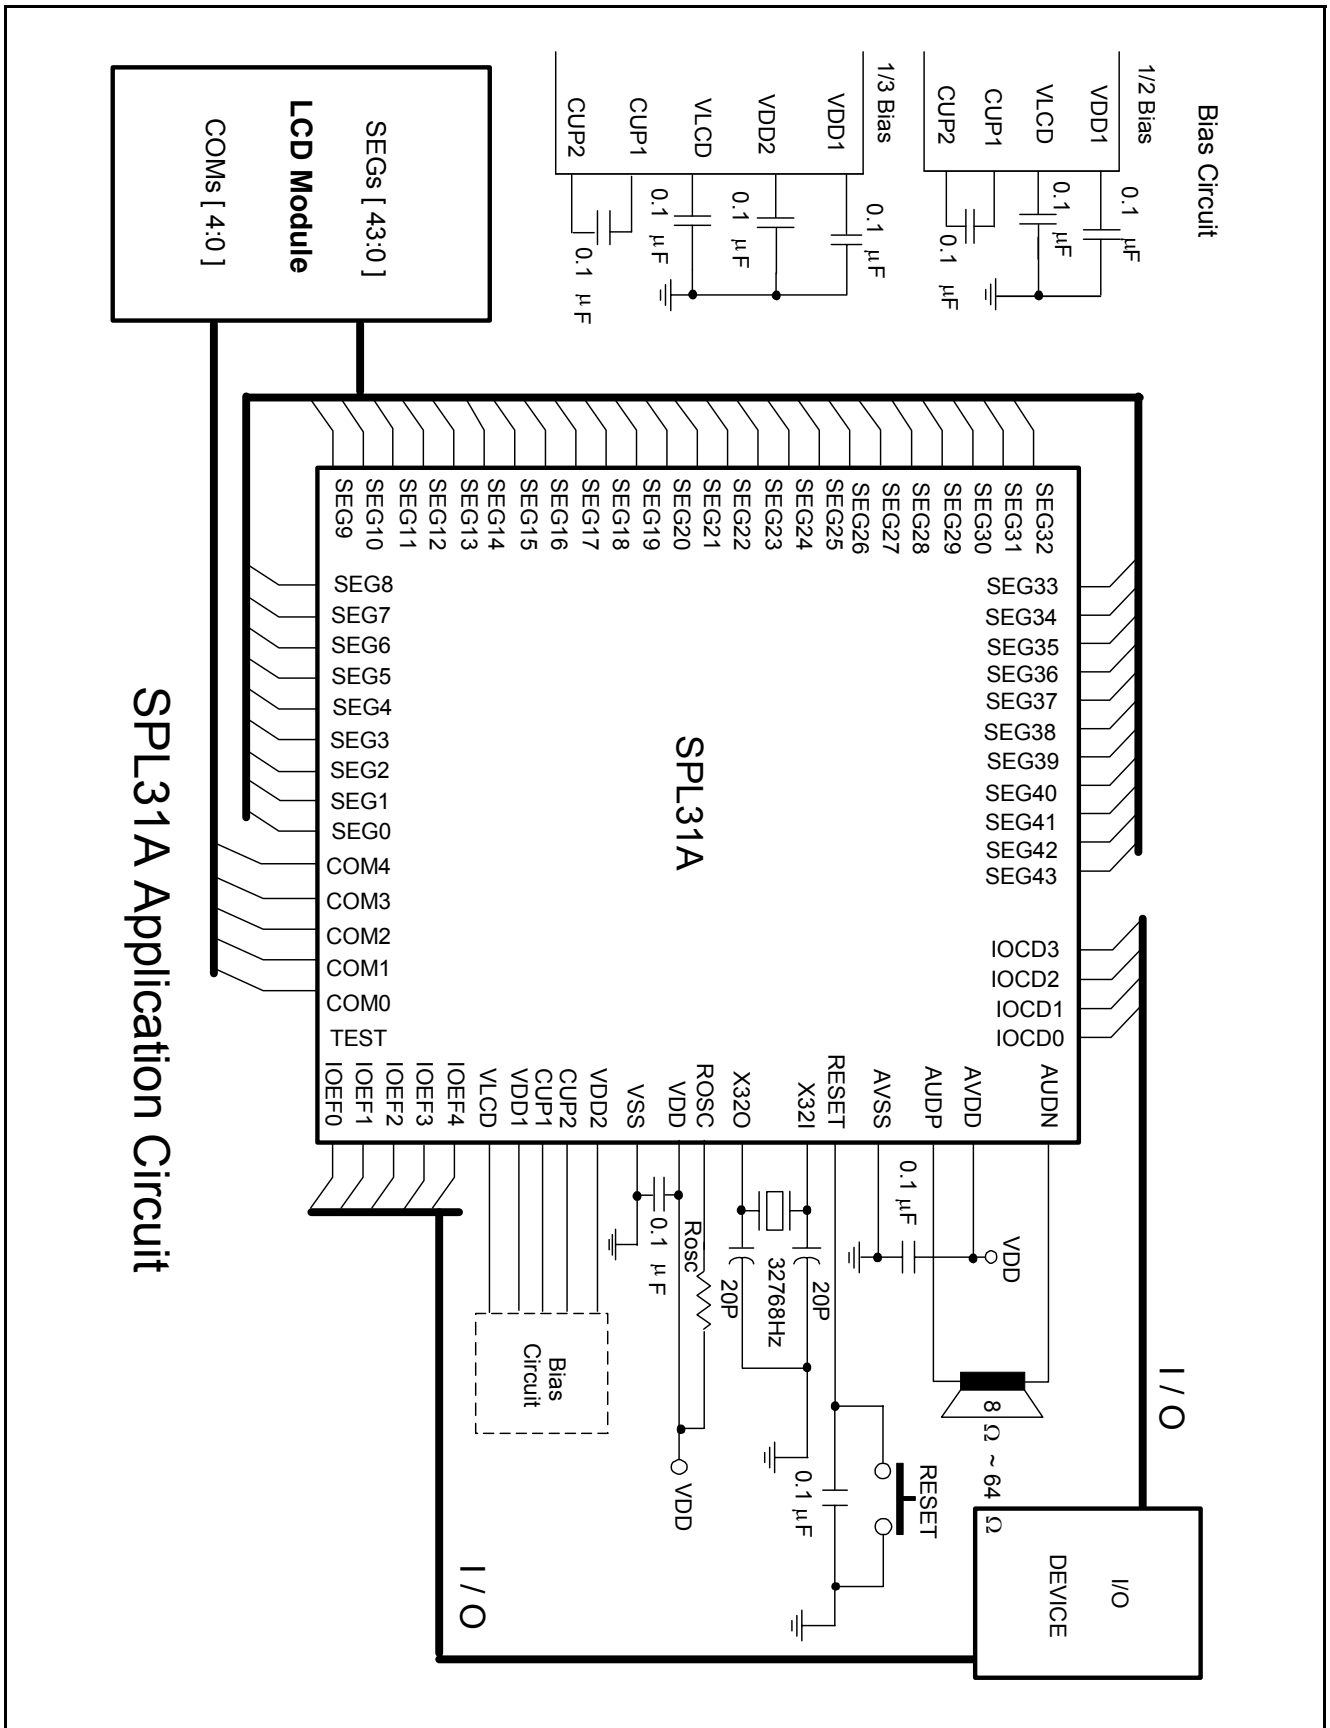 Bias Circuit
1/2 Bias
VDD1
VLCD
CUP1
CUP2
0.1 μF
0.1 μF
0.1 μF
1/3 Bias
VDD1
VDD2
VLCD
CUP1
CUP2
0.1 μF
0.1 μF
0.1 μF
0.1 μF
SEGs [ 43:0 ]
LCD Module
COMs [ 4:0 ]
SEG9
SEG10
SEG11
SEG12
SEG13
SEG14
SEG15
SEG16
SEG17
SEG18
SEG19
SEG20
SEG21
SEG22
SEG23
SEG24
SEG25
SEG26
SEG27
SEG28
SEG29
SEG30
SEG31
SEG32
SEG8
SEG7
SEG6
SEG5
SEG4
SEG3
SEG2
SEG1
SEG0
COM4
COM3
COM2
COM1
COM0
TEST
SPL31A
SEG33
SEG34
SEG35
SEG36
SEG37
SEG38
SEG39
SEG40
SEG41
SEG42
SEG43
IOCD3
IOCD2
IOCD1
IOCD0
IOEF0
IOEF1
IOEF2
IOEF3
IOEF4
VLCD
VDD1
CUP1
CUP2
VDD2
VSS
VDD
ROSC
X32O
X32I
RESET
AVSS
AUDP
AVDD
AUDN
0.1 μF
Rosc
20P
32768Hz
20P
0.1 μF
VDD
Bias
Circuit
VDD
0.1 μF
RESET
8 Ω ~ 64 Ω
I / O
I / O
I/O
DEVICE
SPL31A Application Circuit